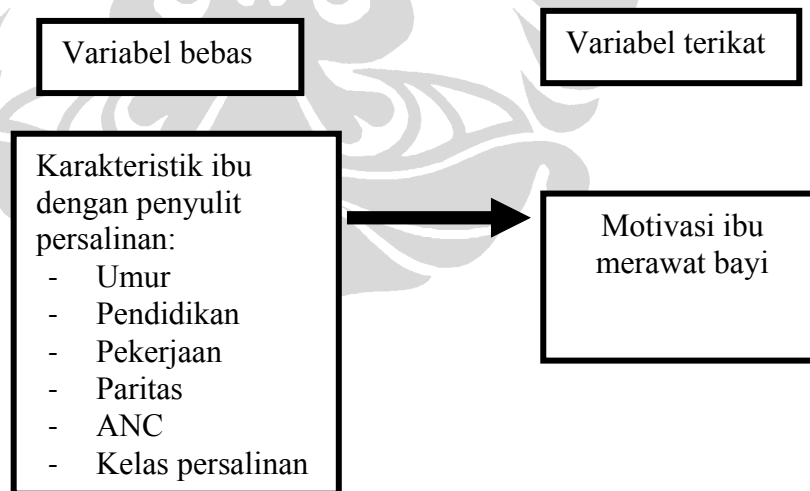 Variabel bebas
Variabel terikat
Karakteristik ibu
dengan penyulit
persalinan:
- Umur
- Pendidikan
- Pekerjaan
- Paritas
- ANC
- Kelas persalinan
Motivasi ibu
merawat bayi